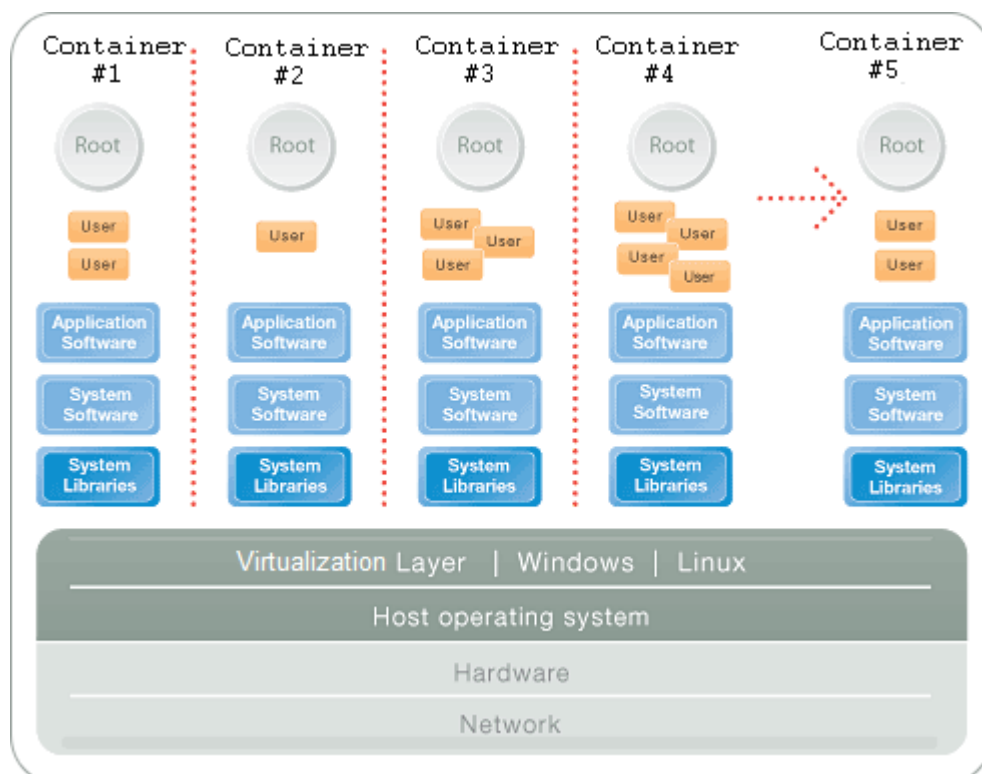 Container #1
Container #2
Container #3
Container #4
Container #5
Root
Root
Root
Root
Root
User
User
User
User
User
User
User
User
User
User
User
User
Application Software
Application Software
Application Software
Application Software
Application Software
System Software
System Software
System Software
System Software
System Software
System Libraries
System Libraries
System Libraries
System Libraries
System Libraries
Virtualization Layer | Windows | Linux
Host operating system
Hardware
Network